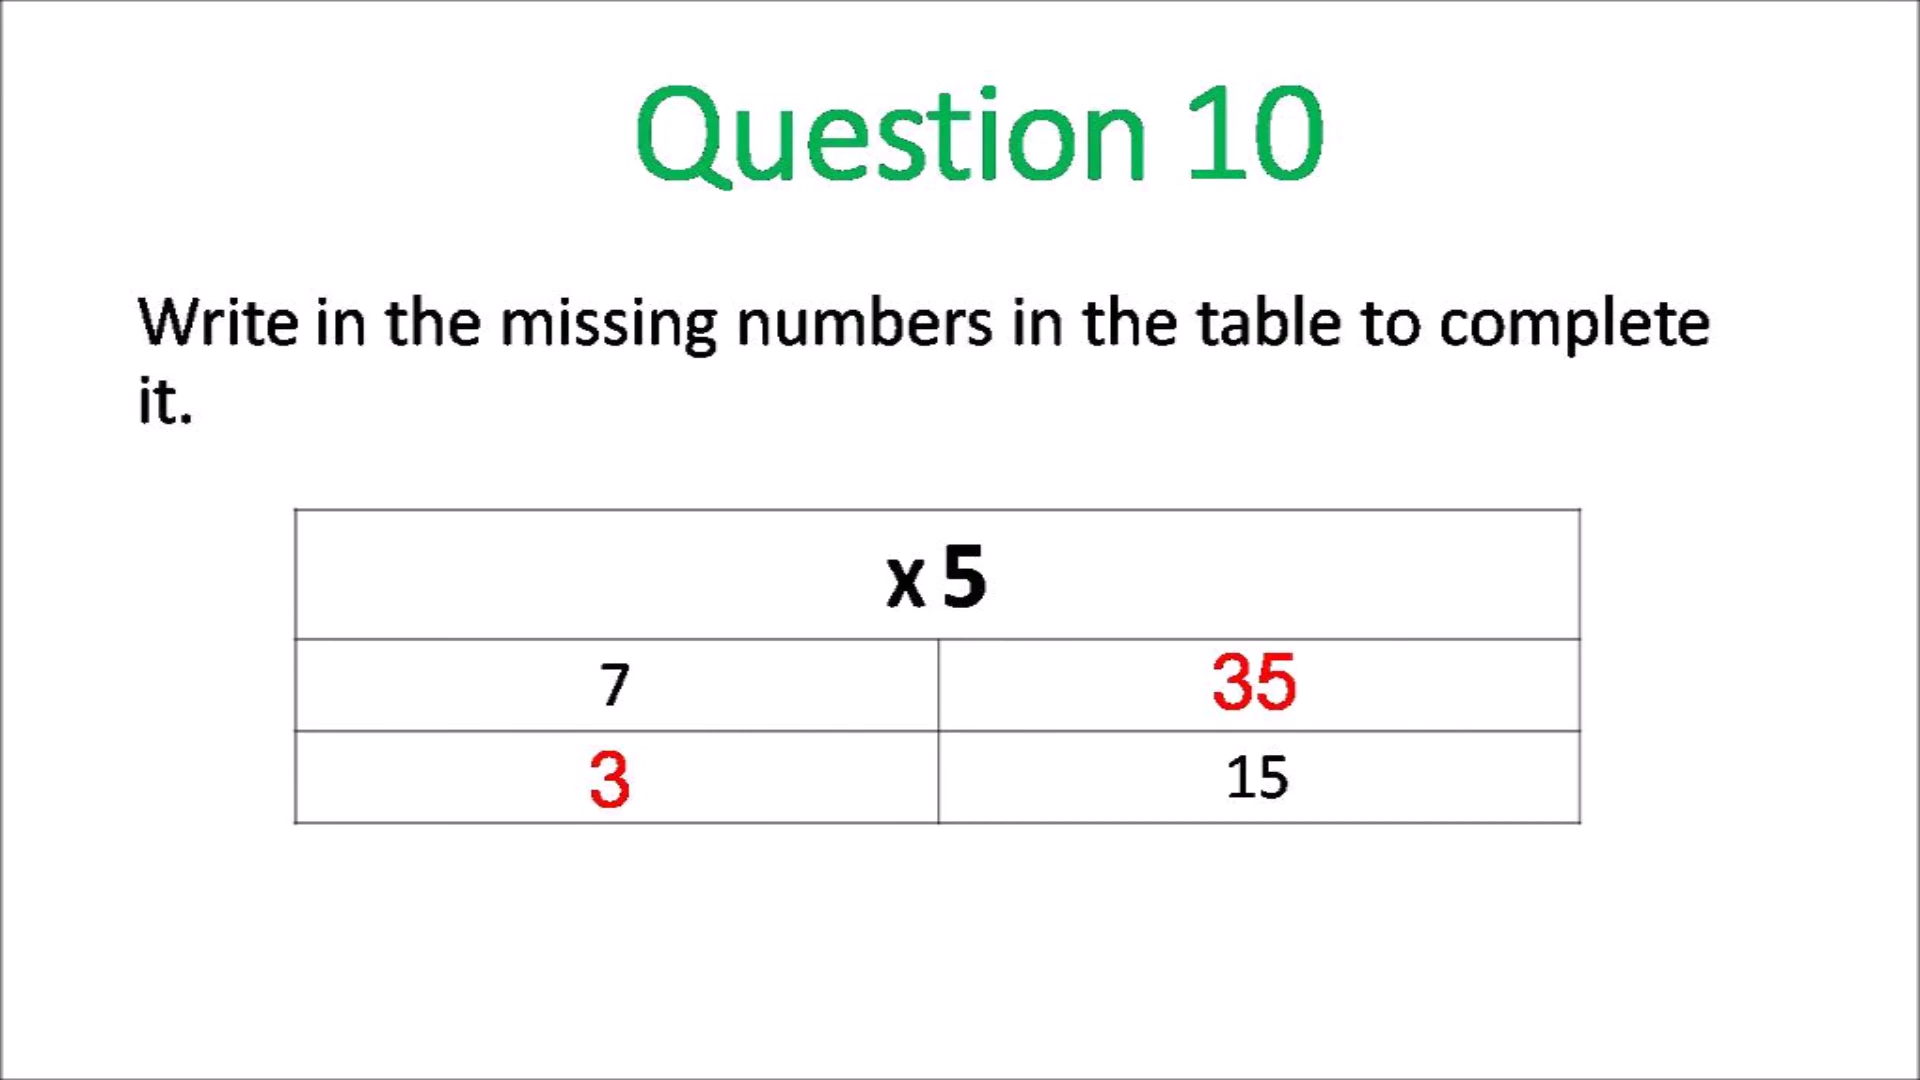 Question 10
Write in the missing numbers in the table to complete
it.
x 5
7 35
3 15